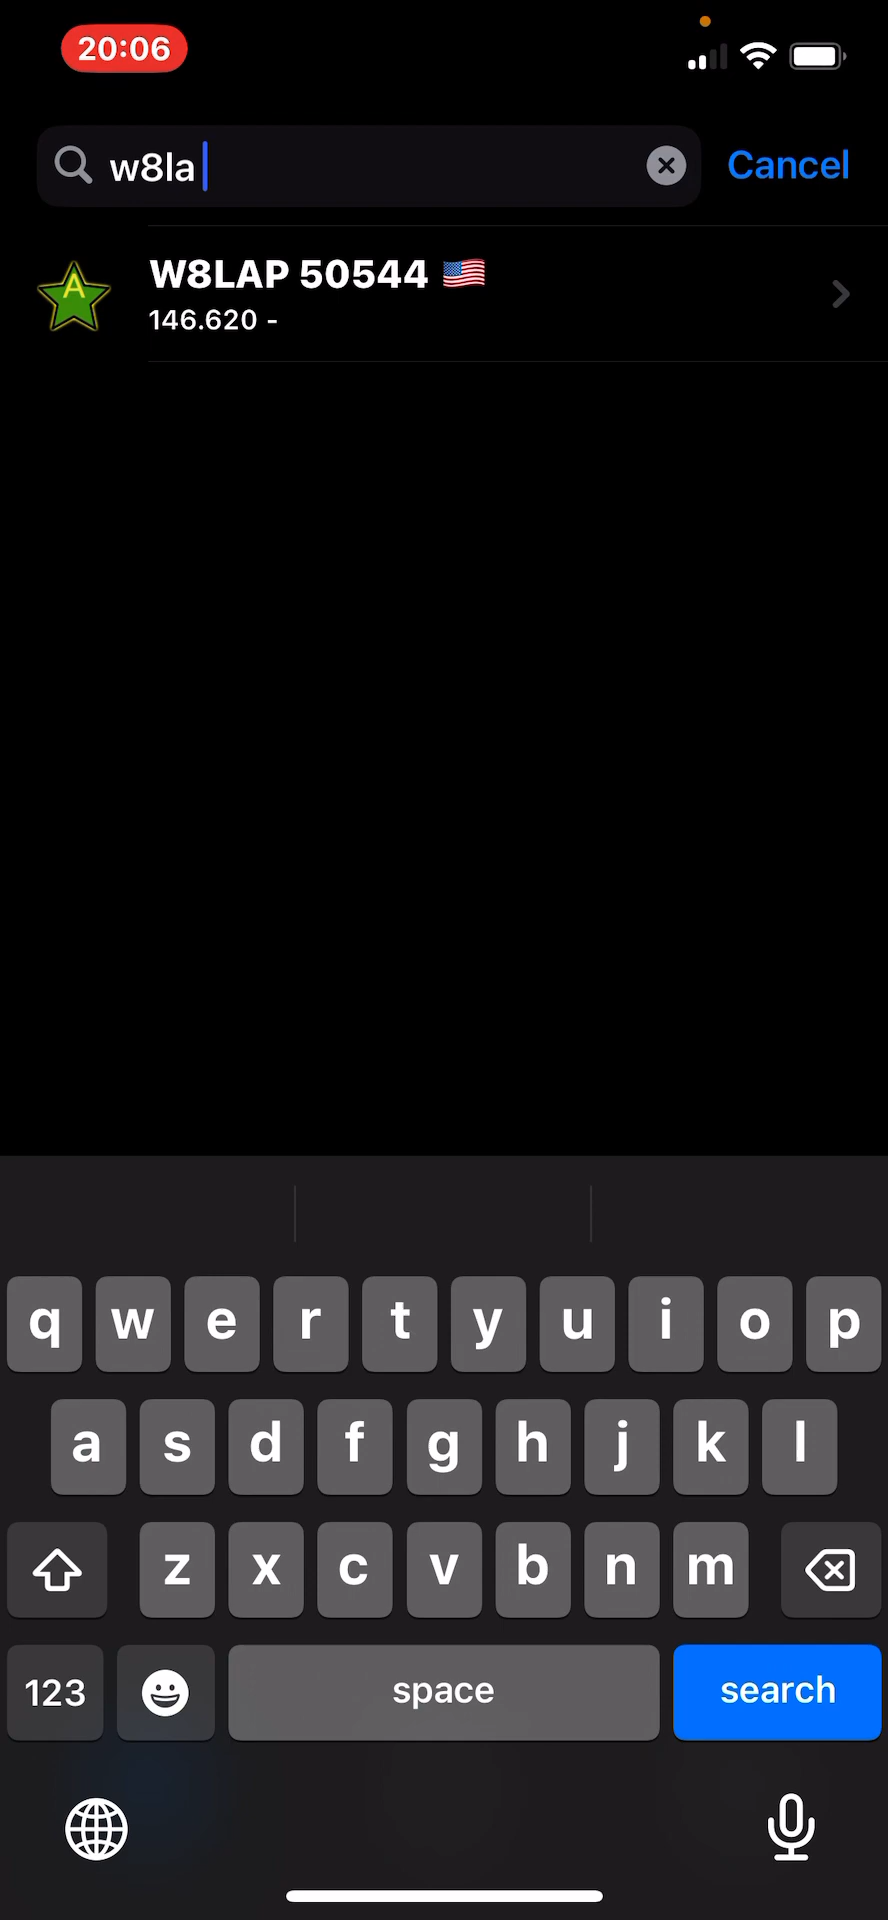 20:06
w8la
Cancel
A
W8LAP 50544 🇺🇸
146.620 -
q w e r t y u i o p
a s d f g h j k l
z x c v b n m
123 space search